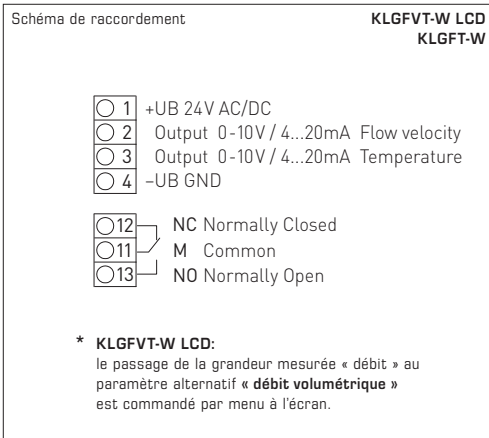 Schéma de raccordement KLGFVT-W LCD
KLGFT-W
1 +UB 24V AC/DC
2 Output 0-10V / 4...20mA Flow velocity
3 Output 0-10V / 4...20mA Temperature
4 –UB GND
12 NC Normally Closed
11 M Common
13 NO Normally Open
* KLGFVT-W LCD:
le passage de la grandeur mesurée « débit » au
paramètre alternatif « débit volumétrique »
est commandé par menu à l'écran.